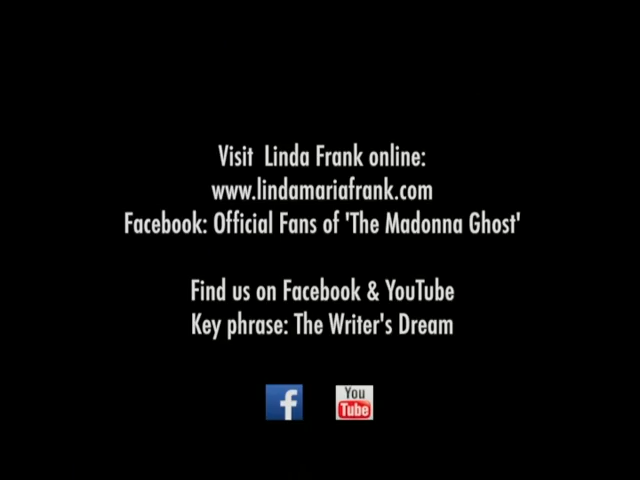 Visit Linda Frank online:
www.lindamariafrank.com
Facebook: Official Fans of 'The Madonna Ghost'
Find us on Facebook & YouTube
Key phrase: The Writer's Dream
f
You
Tube